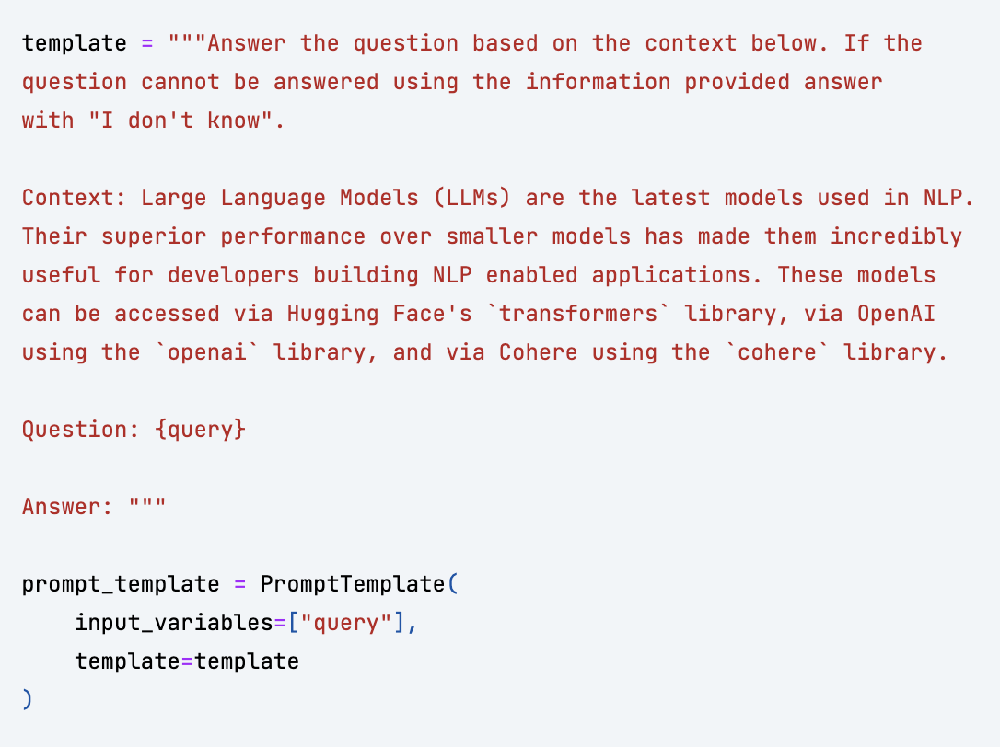 template = """Answer the question based on the context below. If the
question cannot be answered using the information provided answer
with "I don't know".

Context: Large Language Models (LLMs) are the latest models used in NLP.
Their superior performance over smaller models has made them incredibly
useful for developers building NLP enabled applications. These models
can be accessed via Hugging Face's `transformers` library, via OpenAI
using the `openai` library, and via Cohere using the `cohere` library.

Question: {query}

Answer: """

prompt_template = PromptTemplate(
    input_variables=["query"],
    template=template
)